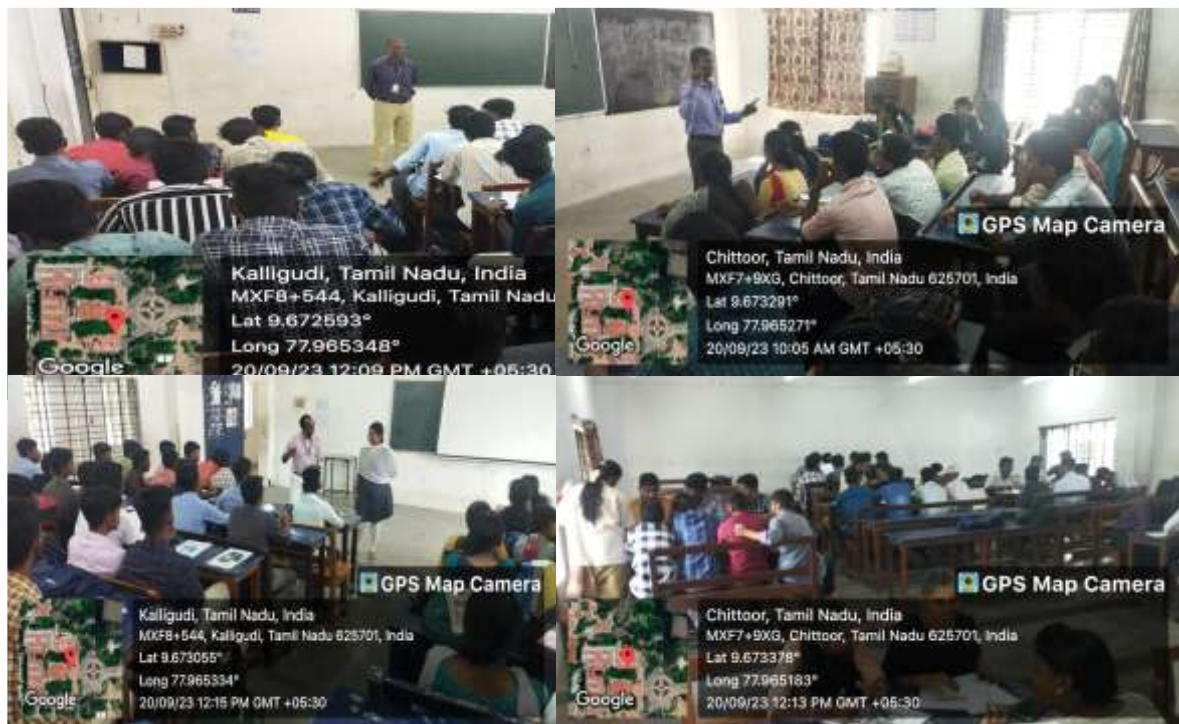 Kalligudi, Tamil Nadu, India
MXF8+544, Kalligudi, Tamil Nadu
Lat 9.672593°
Long 77.965348°
20/09/23 12:09 PM GMT +05:30
Google
GPS Map Camera
Chittoor, Tamil Nadu, India
MXF7+9XG, Chittoor, Tamil Nadu 625701, India
Lat 9.673291°
Long 77.965271°
20/09/23 10:05 AM GMT +05:30
Google
GPS Map Camera
Kalligudi, Tamil Nadu, India
MXF8+544, Kalligudi, Tamil Nadu 625701, India
Lat 9.673055°
Long 77.965334°
20/09/23 12:15 PM GMT +05:30
Google
GPS Map Camera
Chittoor, Tamil Nadu, India
MXF7+9XG, Chittoor, Tamil Nadu 625701, India
Lat 9.673378°
Long 77.965183°
20/09/23 12:13 PM GMT +05:30
Google